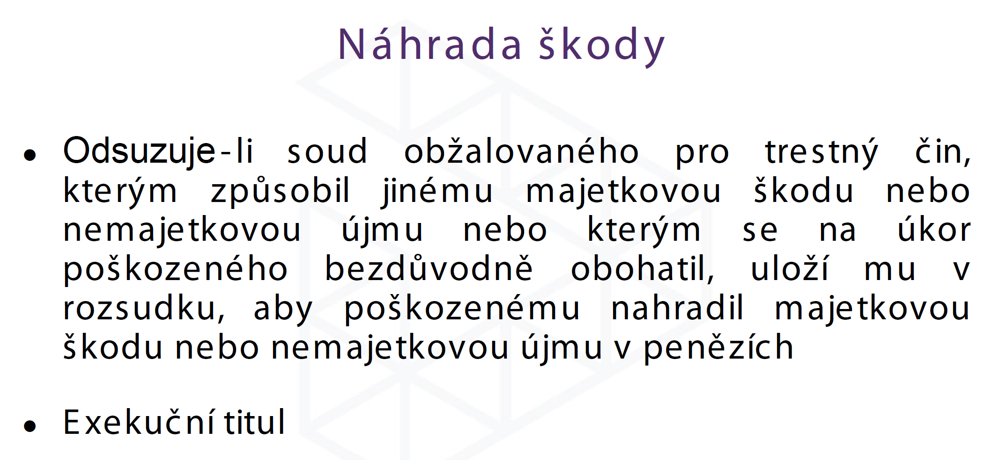 Náhrada škody
• Odsuzuje-li soud obžalovaného pro trestný čin,
kterým způsobil jinému majetkovou škodu nebo
nemajetkovou újmu nebo kterým se na úkor
poškozeného bezdůvodně obohatil, uloží mu v
rozsudku, aby poškozenému nahradil majetkovou
škodu nebo nemajetkovou újmu v penězích
• Exekuční titul